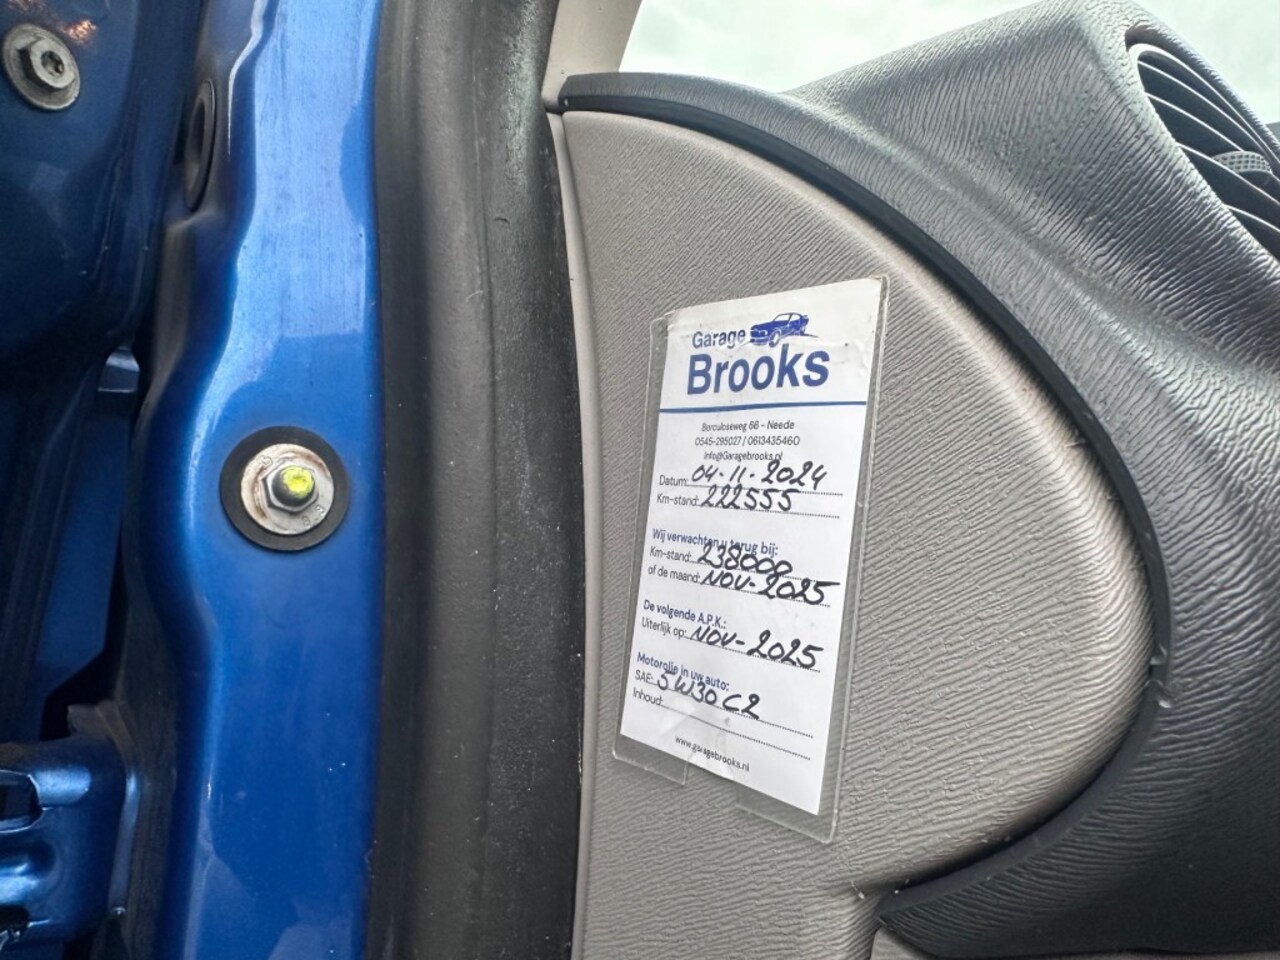 Garage
Brooks
Borculoseweg 66 - Neede
0545-295027 / 0613435460
Info@Garagebrooks.nl
Datum: 04-11-2024
Km-stand: 222555
Wij verwachten u terug bij:
Km-stand: 238000
of de maand: NOV-2025
De volgende A.P.K.:
Uiterlijk op: NOV-2025
Motorolie in uw auto:
SAE: 5W30 C2
Inhoud:
www.garagebrooks.nl